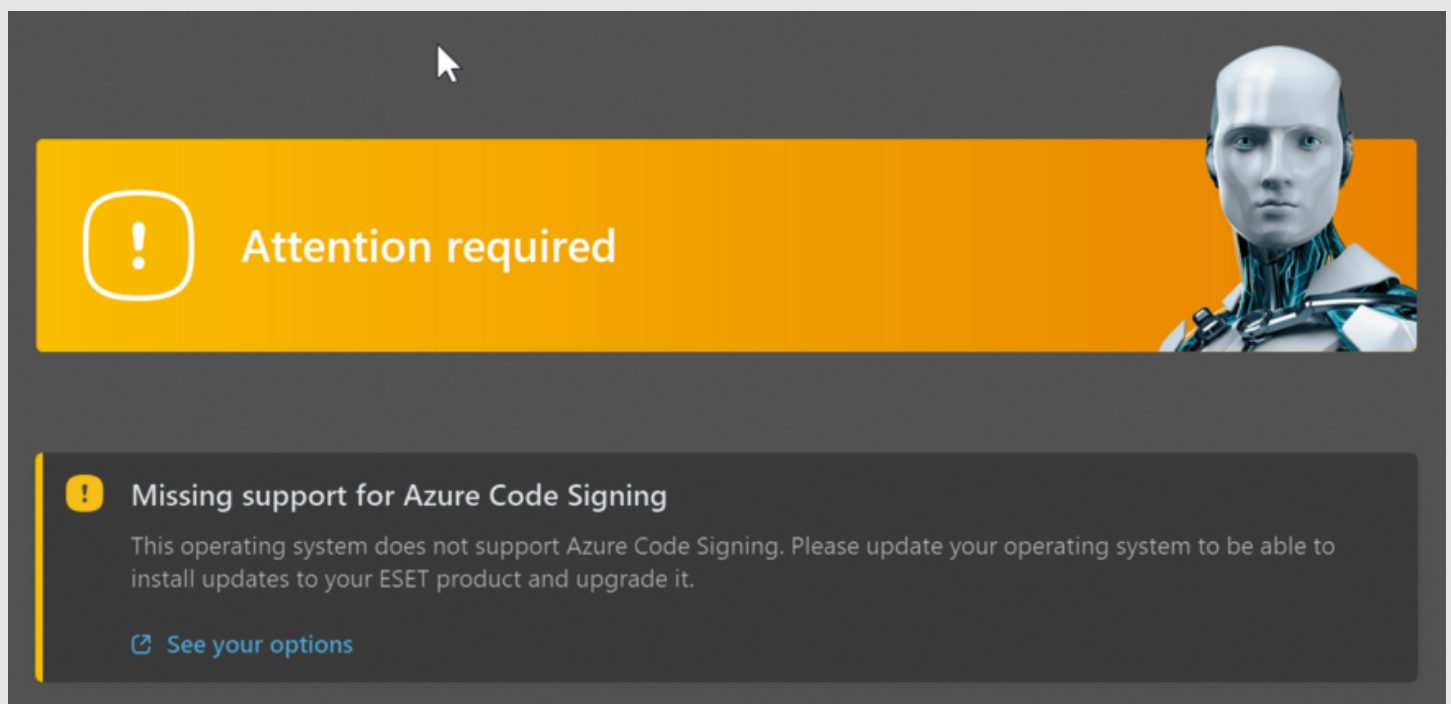 Attention required
Missing support for Azure Code Signing
This operating system does not support Azure Code Signing. Please update your operating system to be able to
install updates to your ESET product and upgrade it.
See your options